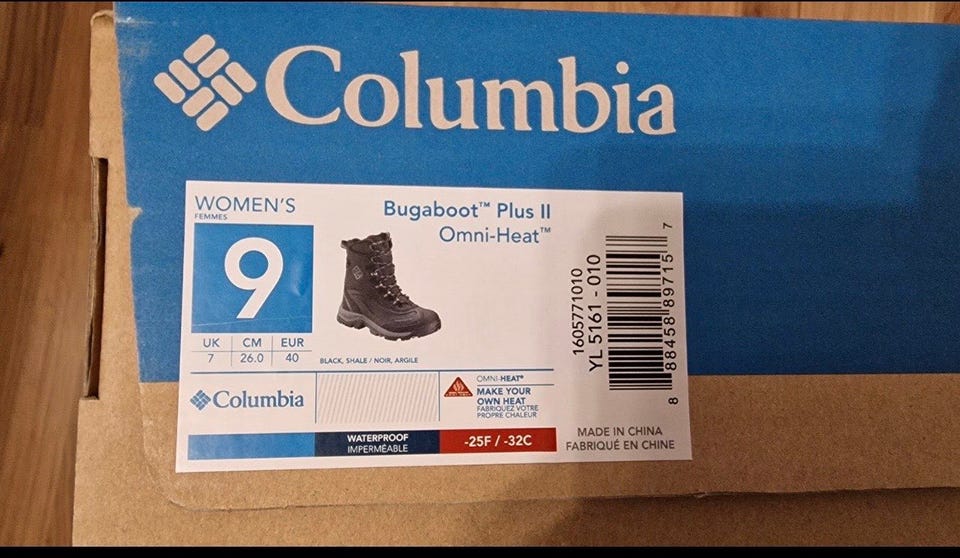 Columbia
WOMEN'S
FEMMES
9
UK CM EUR
7 26.0 40
Bugaboot™ Plus II
Omni-Heat™
BLACK, SHALE / NOIR, ARGILE
Columbia
OMNI-HEAT®
MAKE YOUR
OWN HEAT
FABRIQUEZ VOTRE
PROPRE CHALEUR
WATERPROOF
IMPERMÉABLE
-25F / -32C
1605771010
YL 5161 - 010
8 88458 89715 7
MADE IN CHINA
FABRIQUÉ EN CHINE